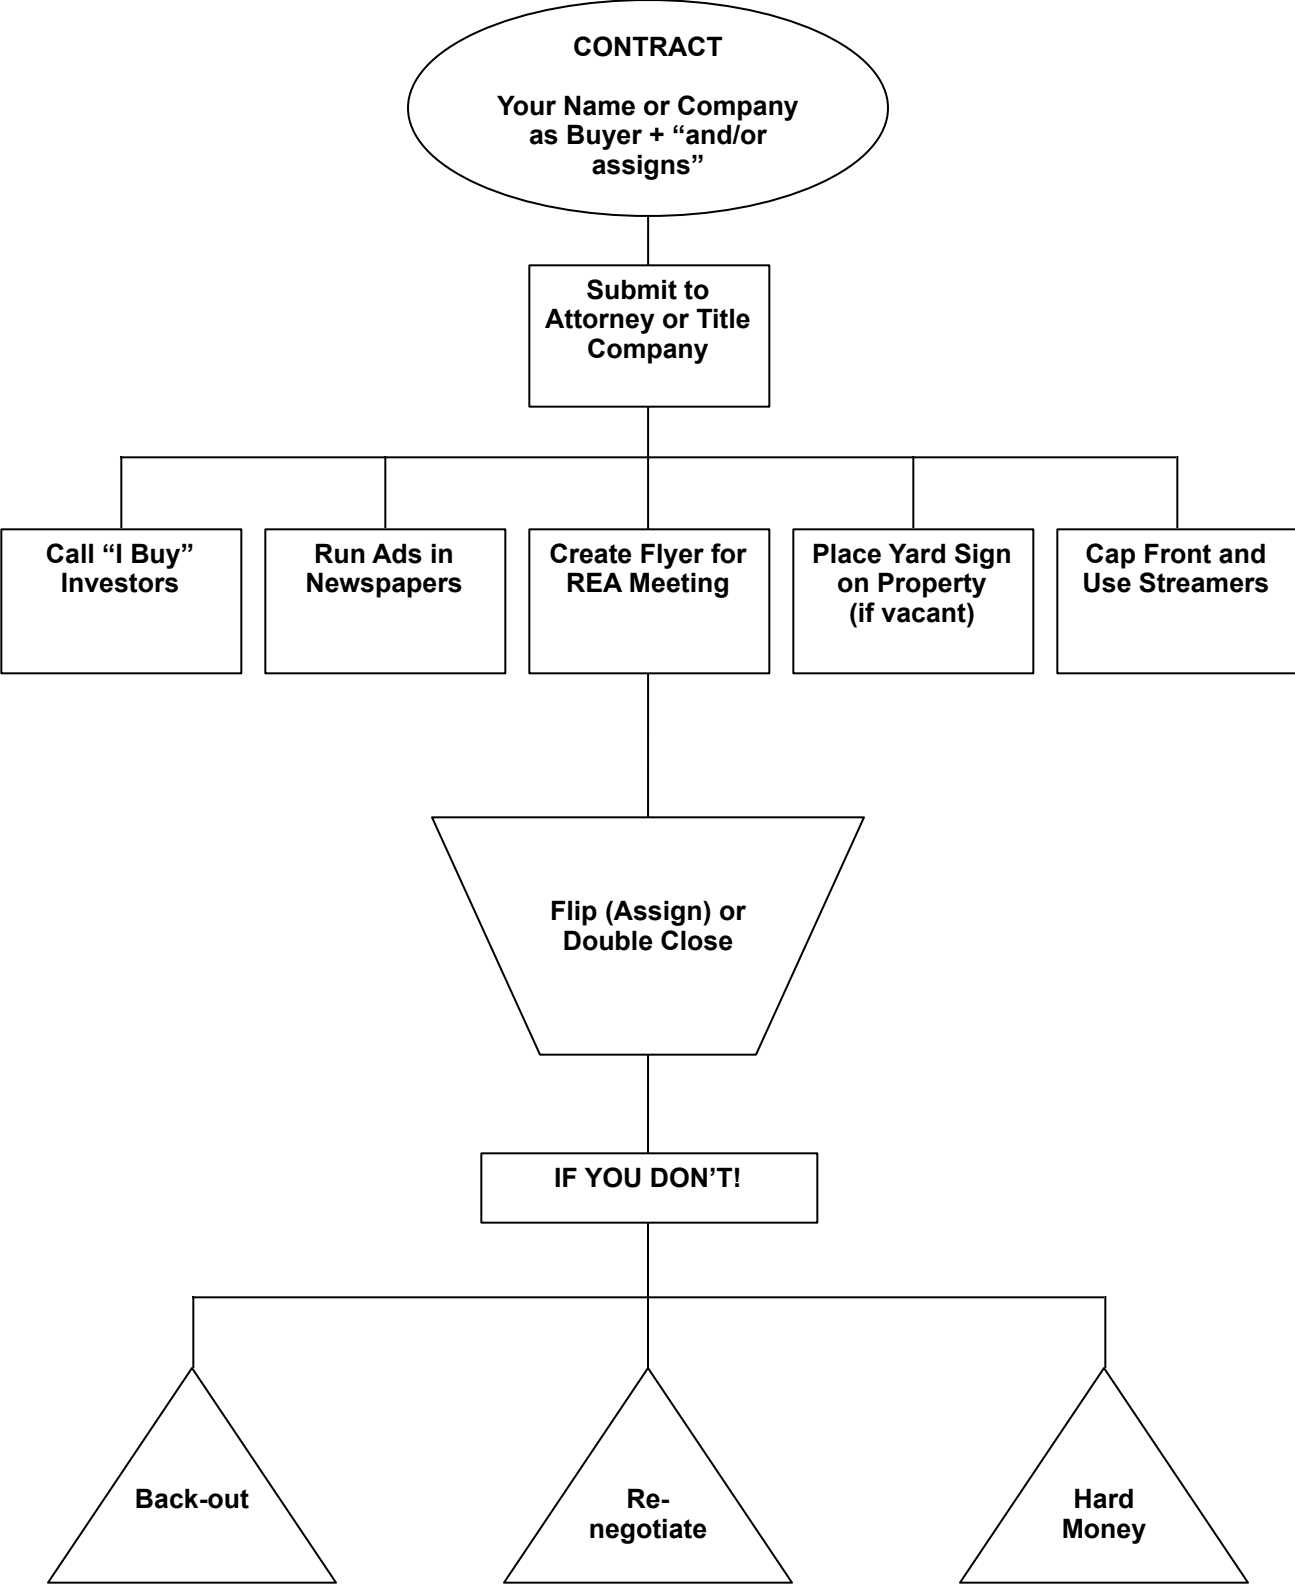 CONTRACT
Your Name or Company
as Buyer + “and/or
assigns”
Submit to
Attorney or Title
Company
Call “I Buy”
Investors
Run Ads in
Newspapers
Create Flyer for
REA Meeting
Place Yard Sign
on Property
(if vacant)
Cap Front and
Use Streamers
Flip (Assign) or
Double Close
IF YOU DON’T!
Back-out
Re-
negotiate
Hard
Money